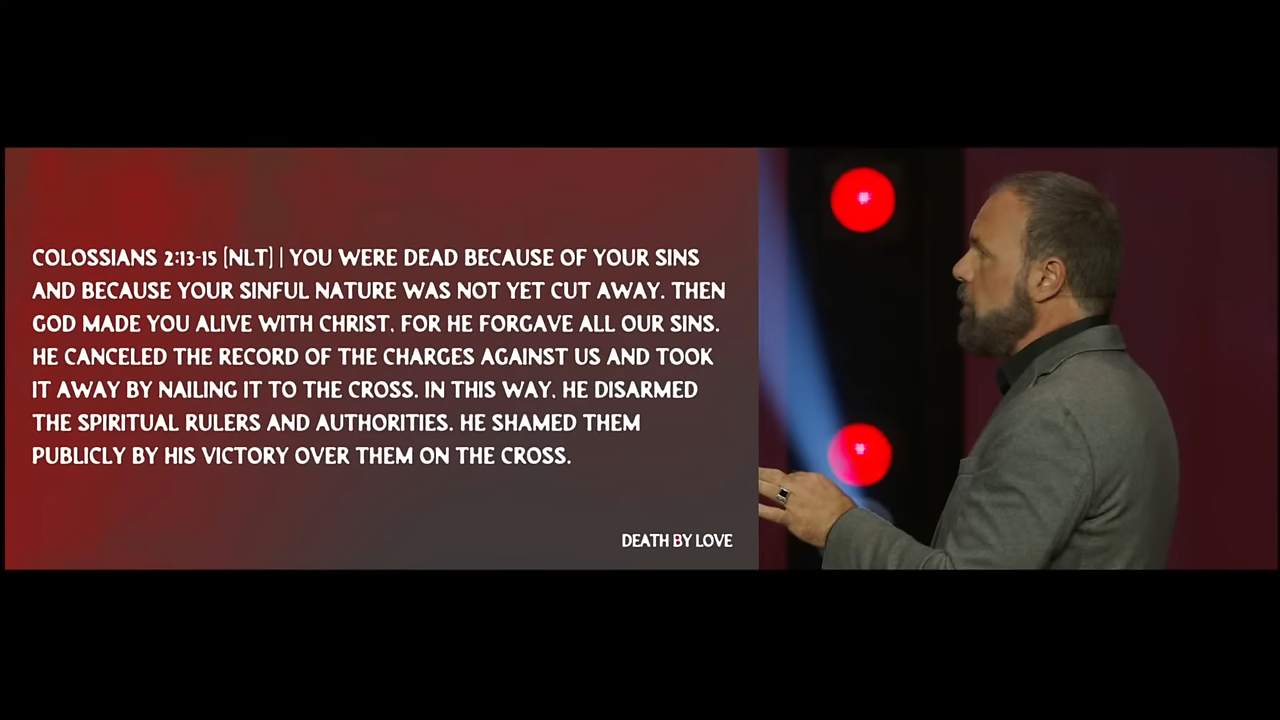 COLOSSIANS 2:13-15 [NLT] | YOU WERE DEAD BECAUSE OF YOUR SINS
AND BECAUSE YOUR SINFUL NATURE WAS NOT YET CUT AWAY. THEN
GOD MADE YOU ALIVE WITH CHRIST, FOR HE FORGAVE ALL OUR SINS.
HE CANCELED THE RECORD OF THE CHARGES AGAINST US AND TOOK
IT AWAY BY NAILING IT TO THE CROSS. IN THIS WAY, HE DISARMED
THE SPIRITUAL RULERS AND AUTHORITIES. HE SHAMED THEM
PUBLICLY BY HIS VICTORY OVER THEM ON THE CROSS.
DEATH BY LOVE